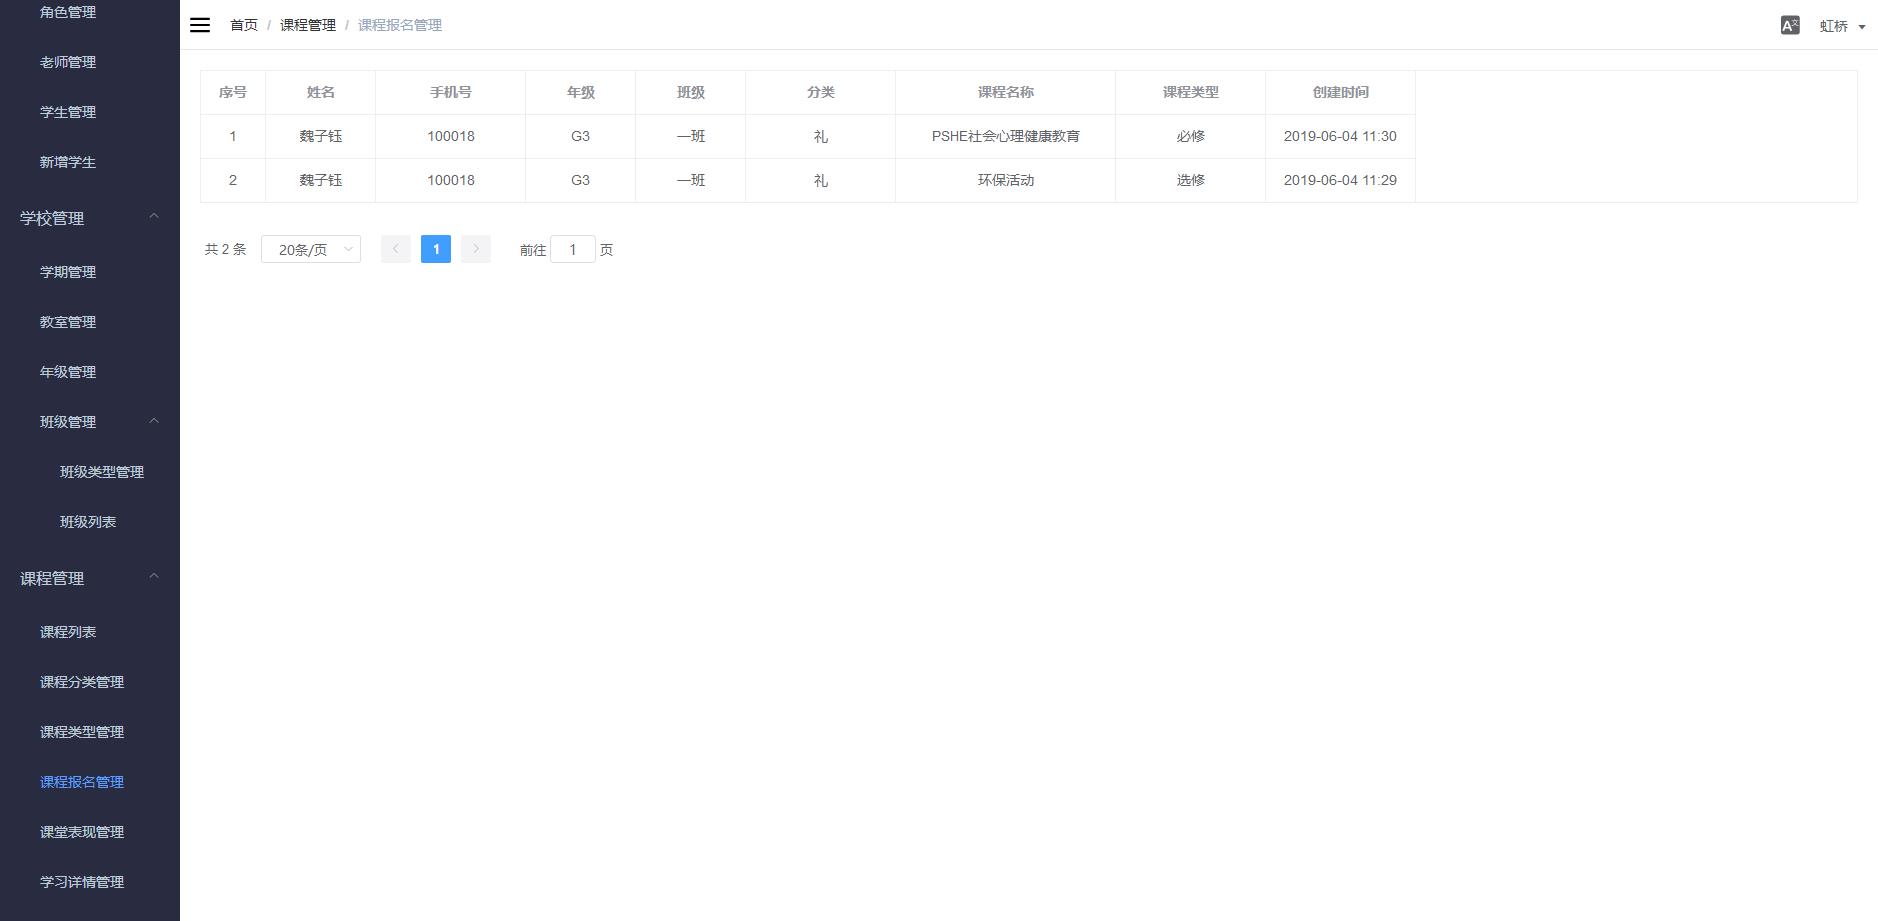 角色管理
老师管理
学生管理
新增学生
学校管理
学期管理
教室管理
年级管理
班级管理
班级类型管理
班级列表
课程管理
课程列表
课程分类管理
课程类型管理
课程报名管理
课堂表现管理
学习详情管理
首页 / 课程管理 / 课程报名管理
A文 虹桥
序号 姓名 手机号 年级 班级 分类 课程名称 课程类型 创建时间
1 魏子钰 100018 G3 一班 礼 PSHE社会心理健康教育 必修 2019-06-04 11:30
2 魏子钰 100018 G3 一班 礼 环保活动 选修 2019-06-04 11:29
共 2 条 20条/页 1 前往 1 页